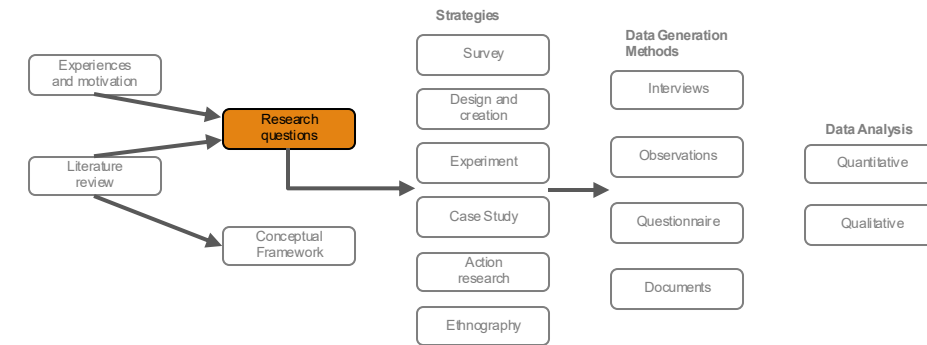 Strategies
Data Generation
Methods
Experiences
and motivation
Survey
Interviews
Design and
creation
Research
questions
Data Analysis
Experiment
Observations
Quantitative
Literature
review
Case Study
Questionnaire
Qualitative
Conceptual
Framework
Action
research
Documents
Ethnography